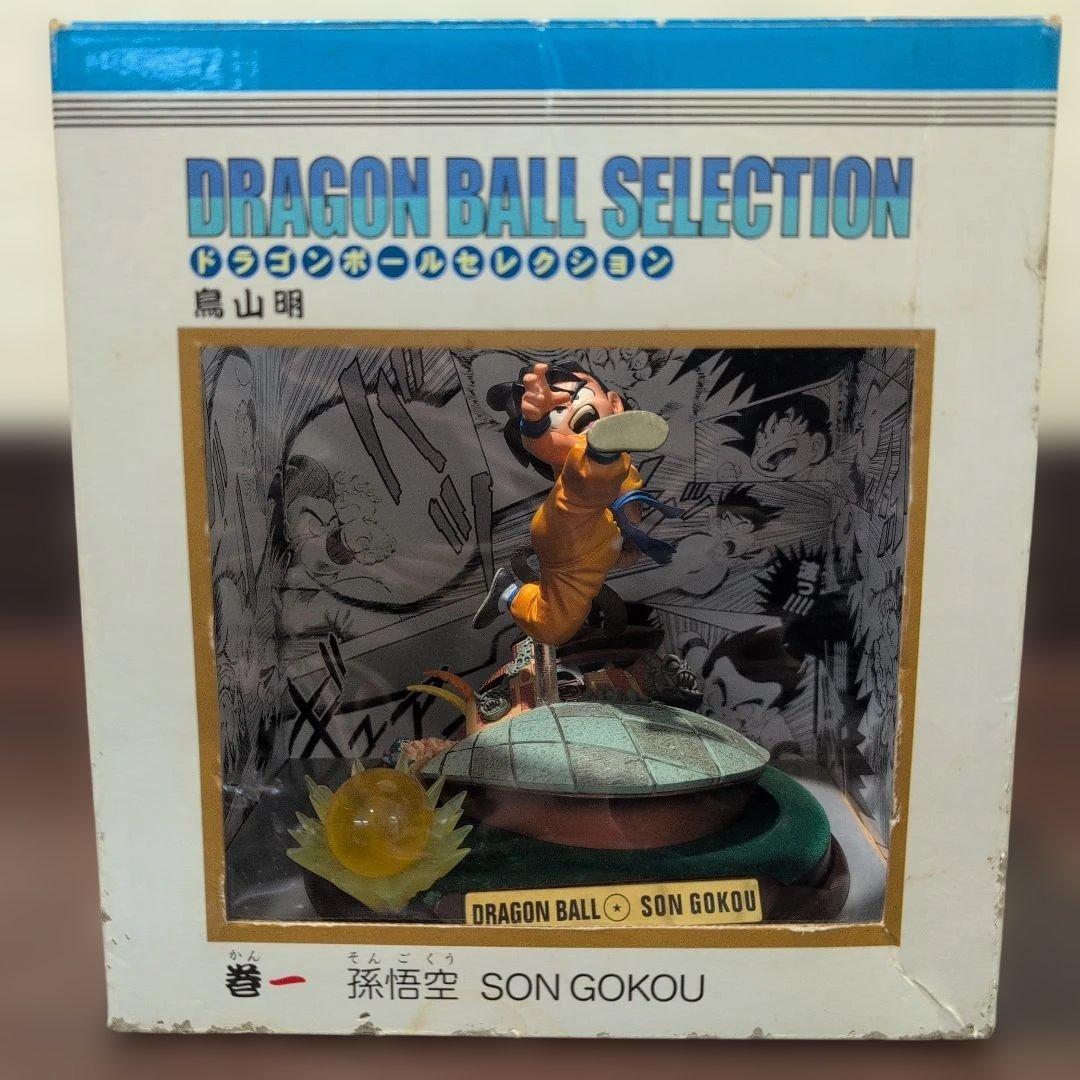 DRAGON BALL SELECTION
ドラゴンボールセレクション
鳥山明
DRAGON BALL SON GOKOU
かん そんごくう
巻一 孫悟空 SON GOKOU